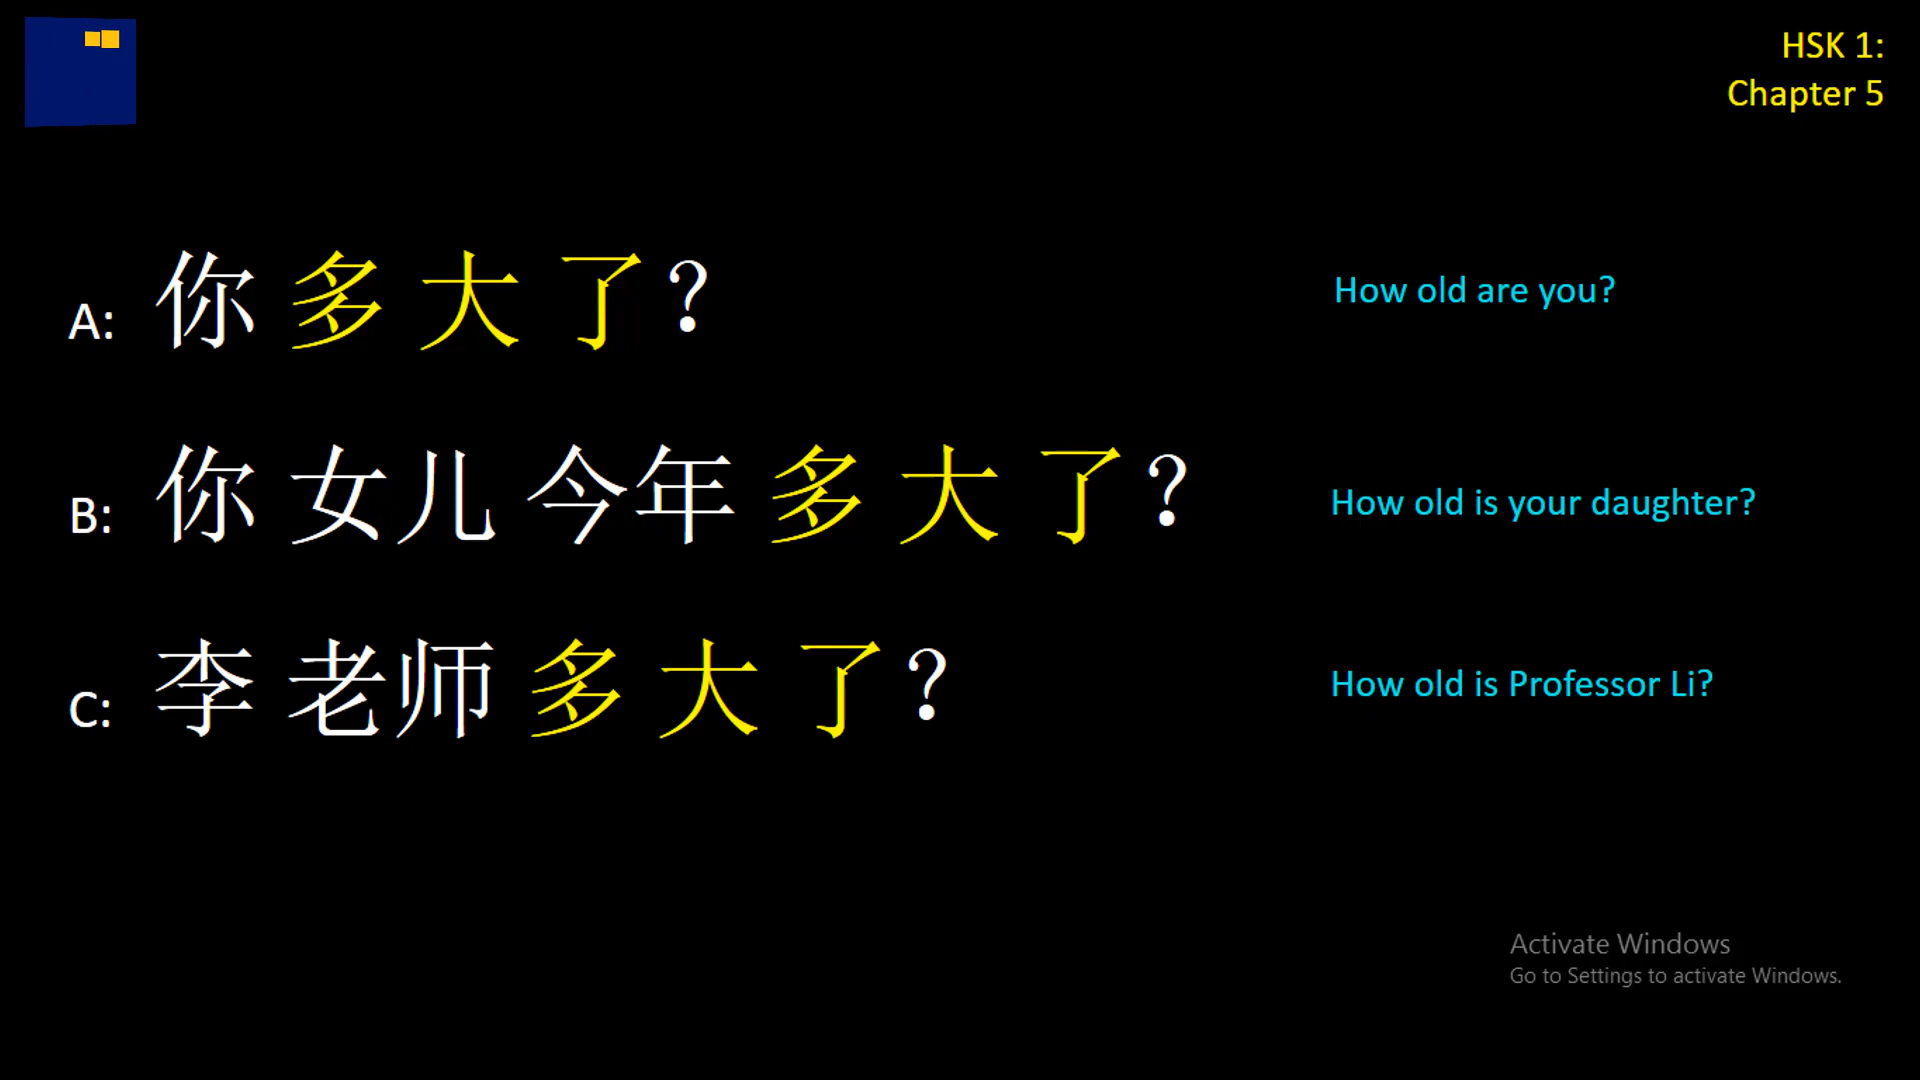 HSK 1:
Chapter 5
A: 你 多 大 了? How old are you?
B: 你 女儿 今年 多 大 了? How old is your daughter?
C: 李 老师 多 大 了? How old is Professor Li?
Activate Windows
Go to Settings to activate Windows.